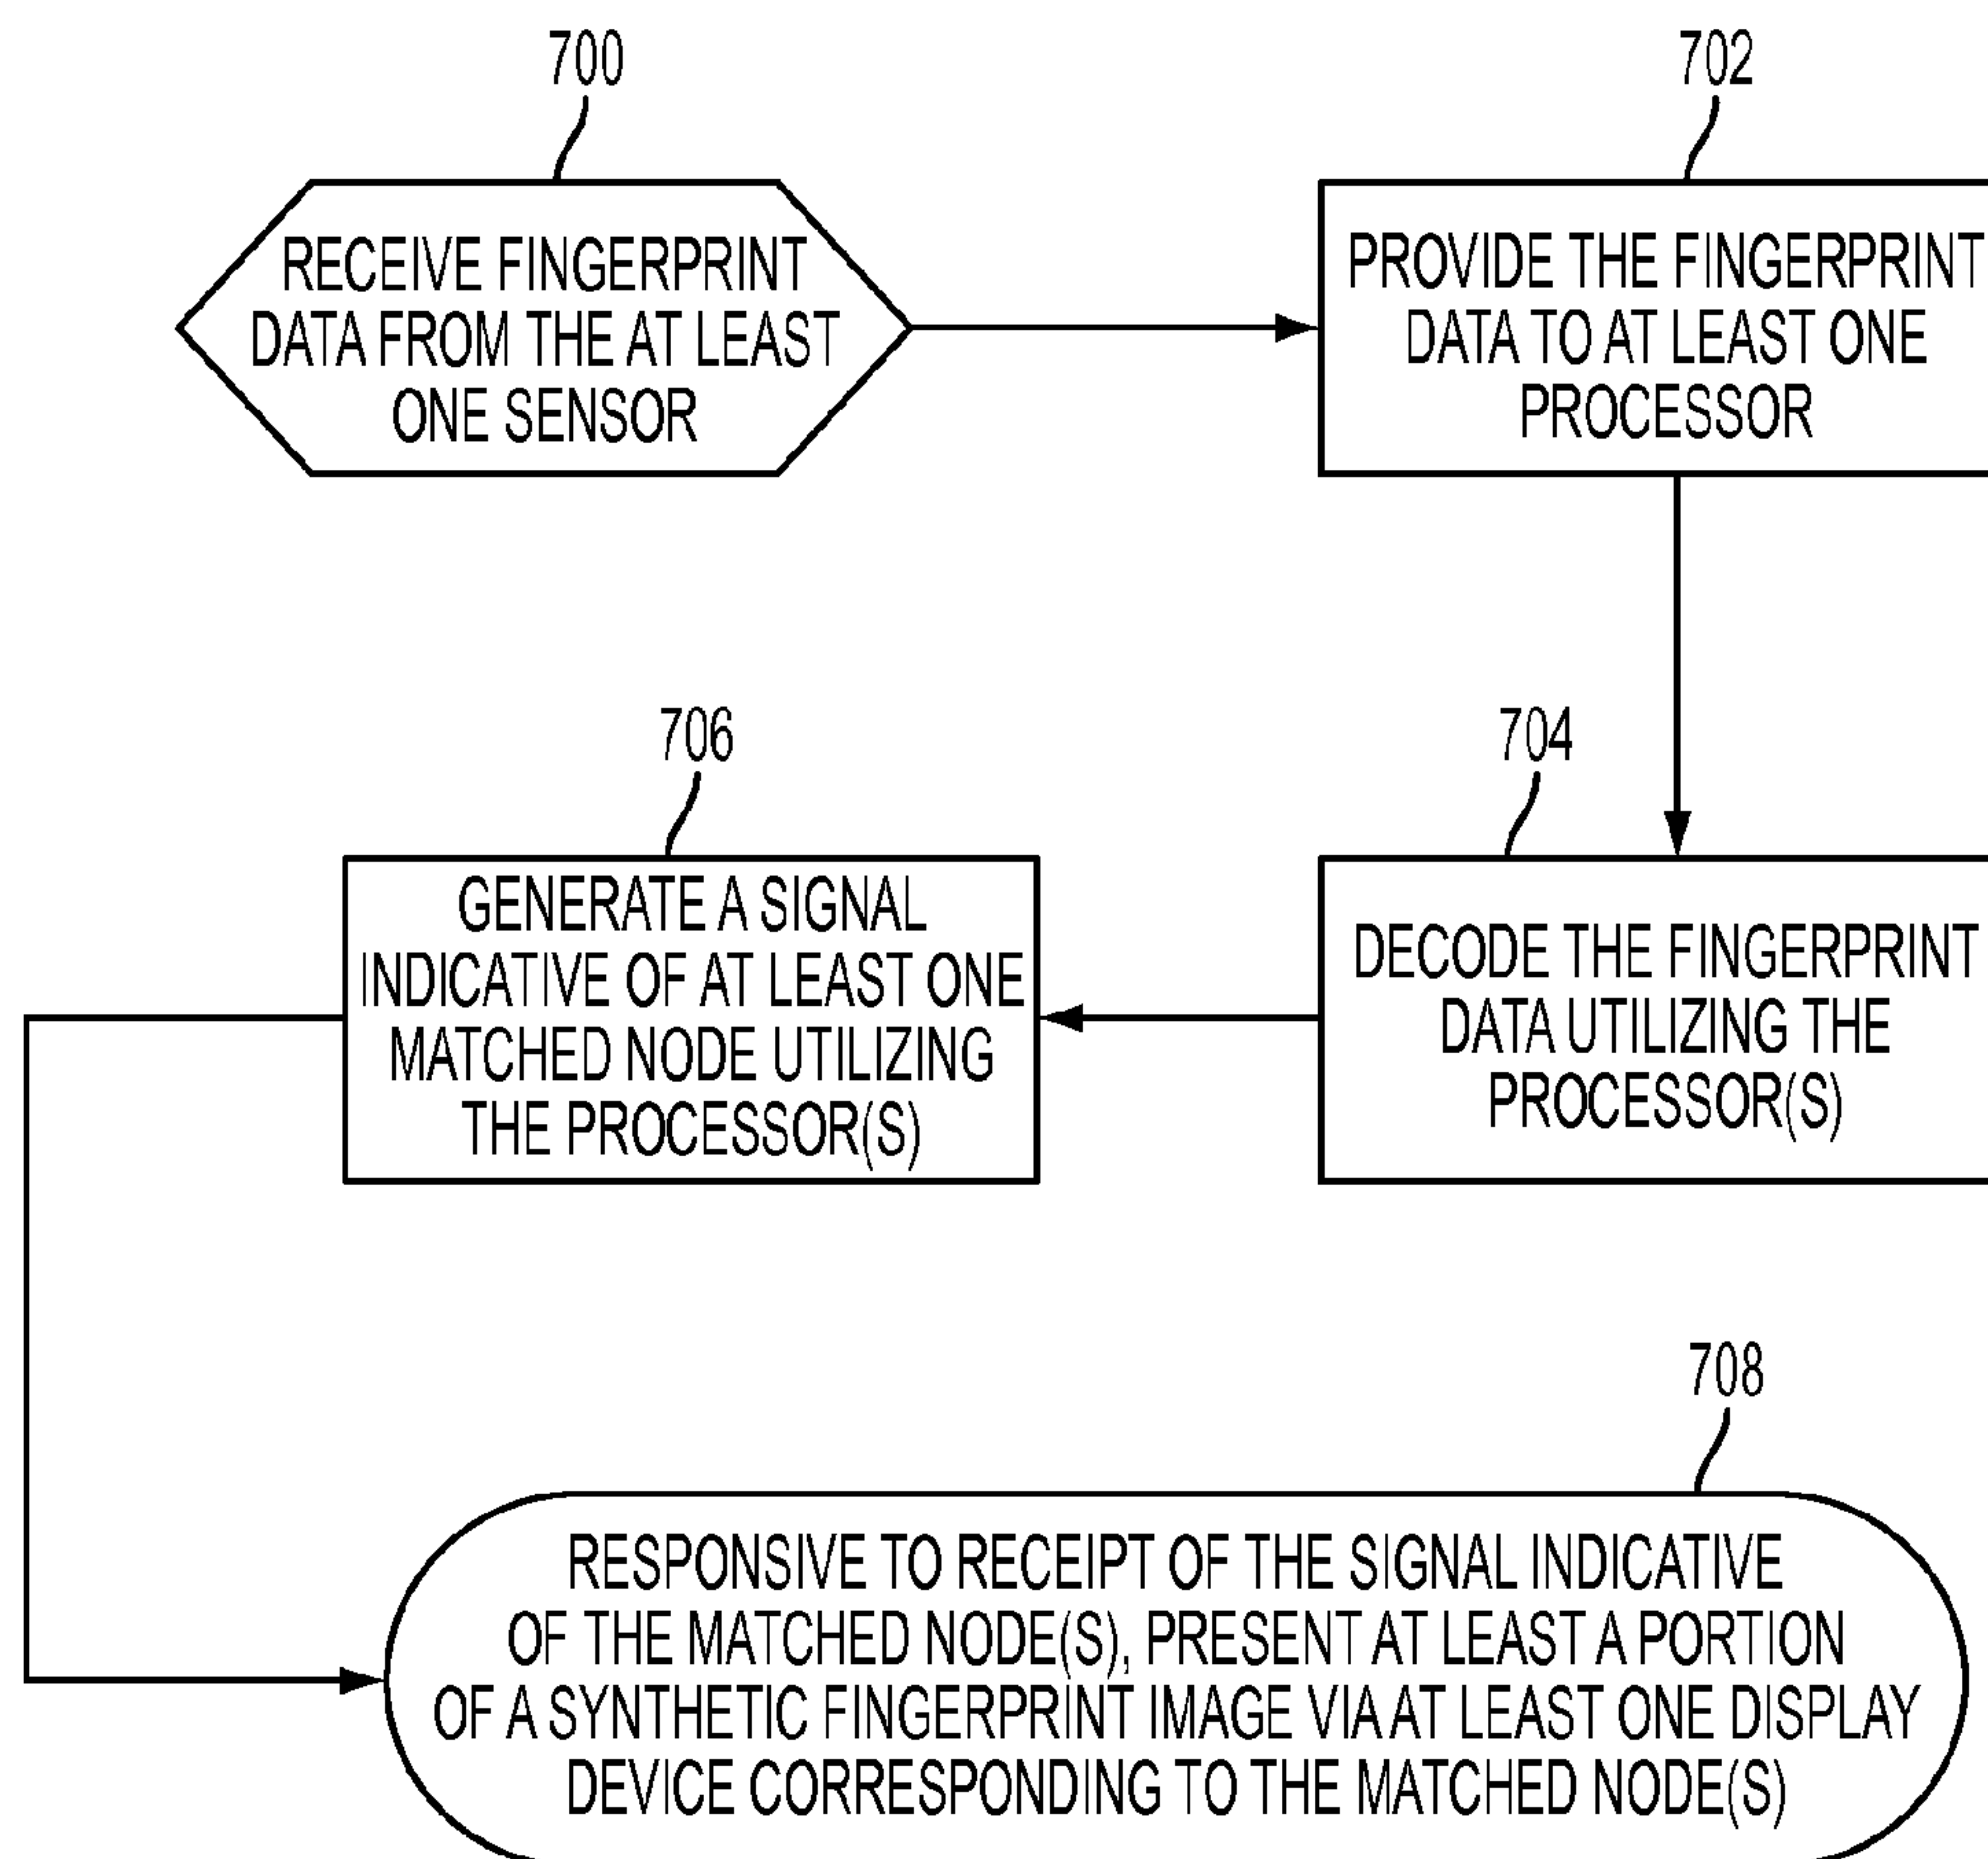 700
RECEIVE FINGERPRINT
DATA FROM THE AT LEAST
ONE SENSOR
702
PROVIDE THE FINGERPRINT
DATA TO AT LEAST ONE
PROCESSOR
704
DECODE THE FINGERPRINT
DATA UTILIZING THE
PROCESSOR(S)
706
GENERATE A SIGNAL
INDICATIVE OF AT LEAST ONE
MATCHED NODE UTILIZING
THE PROCESSOR(S)
708
RESPONSIVE TO RECEIPT OF THE SIGNAL INDICATIVE
OF THE MATCHED NODE(S), PRESENT AT LEAST A PORTION
OF A SYNTHETIC FINGERPRINT IMAGE VIA AT LEAST ONE DISPLAY
DEVICE CORRESPONDING TO THE MATCHED NODE(S)